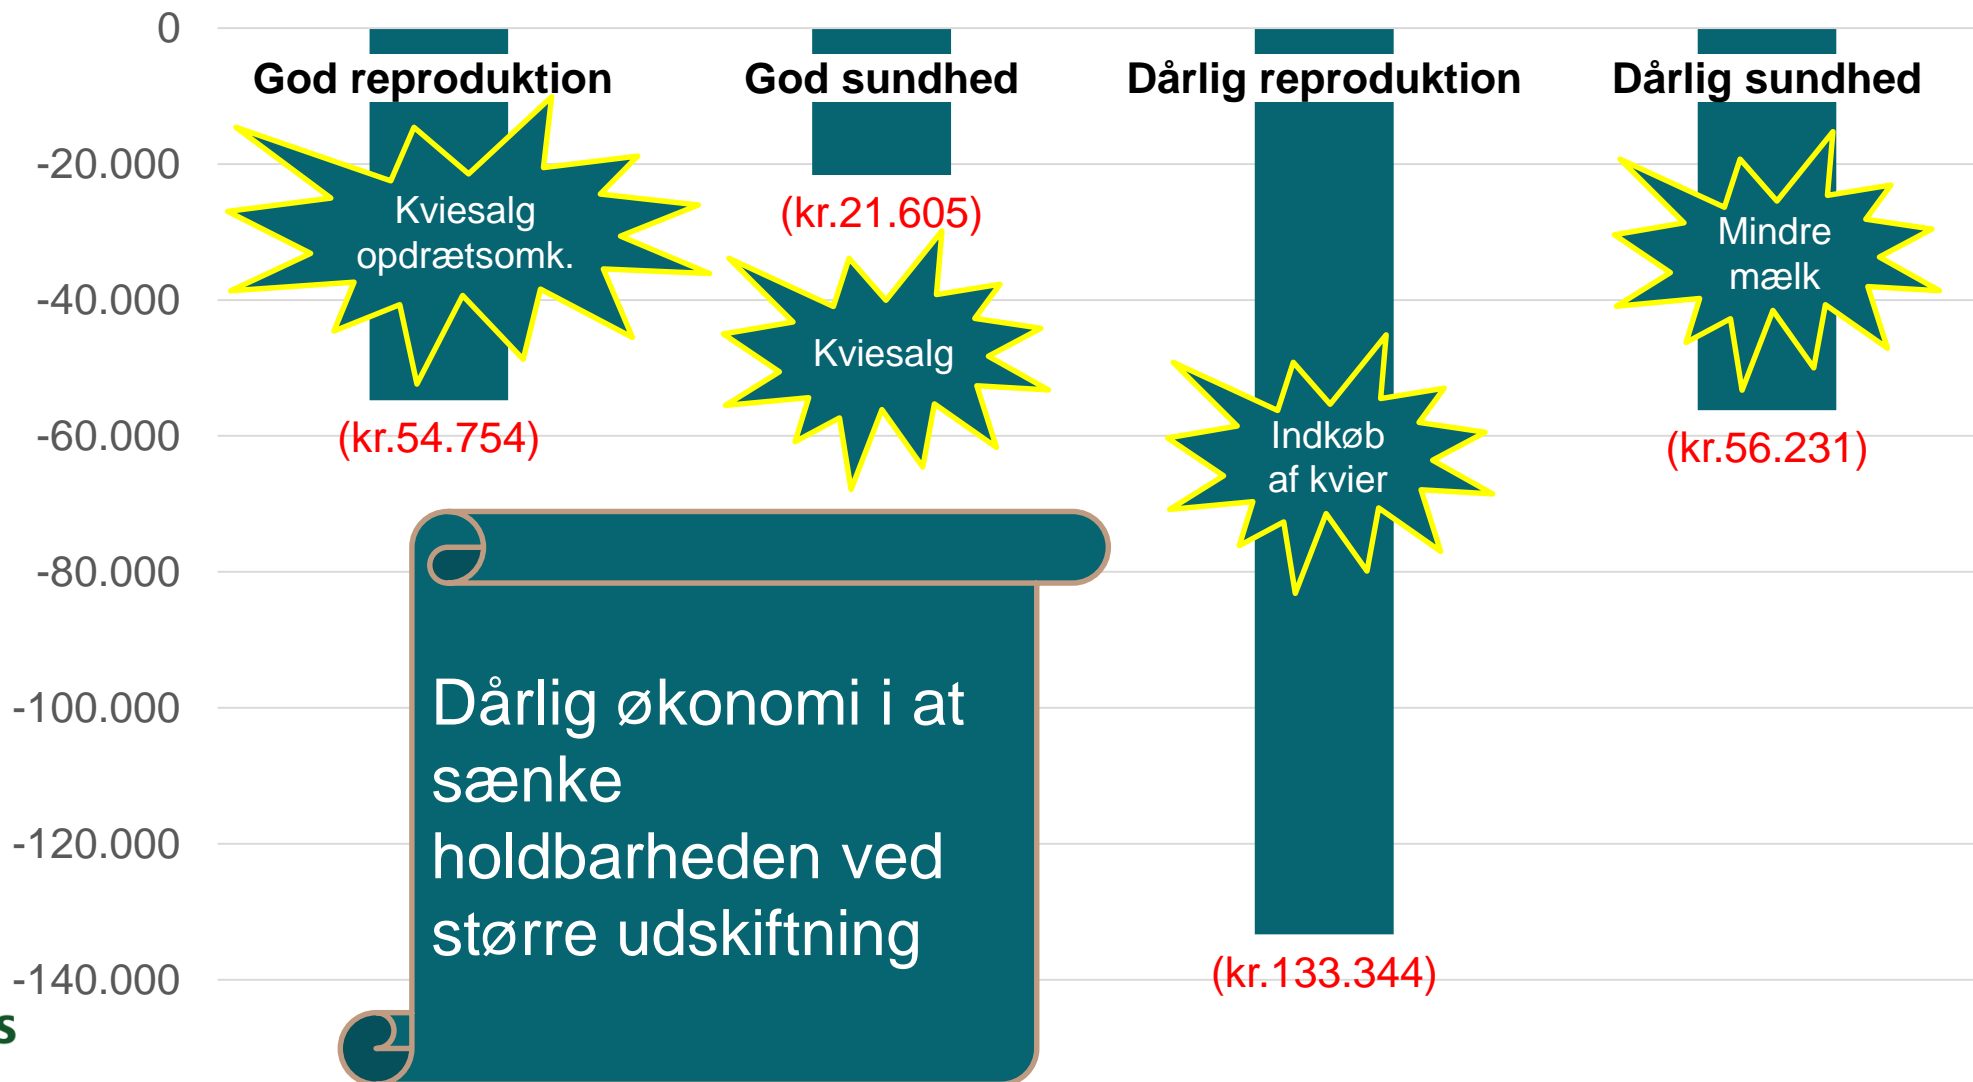 0
God reproduktion
God sundhed
Dårlig reproduktion
Dårlig sundhed
-20.000
-40.000
-60.000
-80.000
-100.000
-120.000
-140.000
Kviesalg
opdrætsomk.
(kr.54.754)
(kr.21.605)
Kviesalg
Indkøb
af kvier
(kr.133.344)
Mindre
mælk
(kr.56.231)
Dårlig økonomi i at
sænke
holdbarheden ved
større udskiftning
s